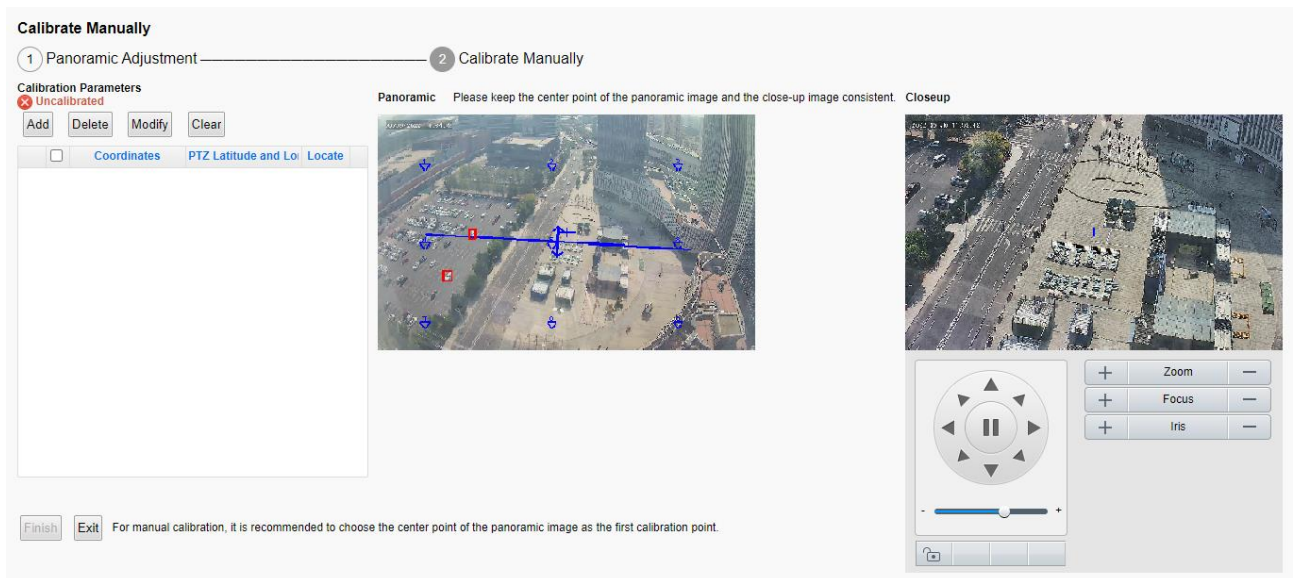 Calibrate Manually
1 Panoramic Adjustment
2 Calibrate Manually
Calibration Parameters
Uncalibrated
Add Delete Modify Clear
Coordinates PTZ Latitude and Lo Locate
Panoramic Please keep the center point of the panoramic image and the close-up image consistent. Closeup
+ Zoom —
+ Focus —
+ Iris —
- +
Finish Exit For manual calibration, it is recommended to choose the center point of the panoramic image as the first calibration point.